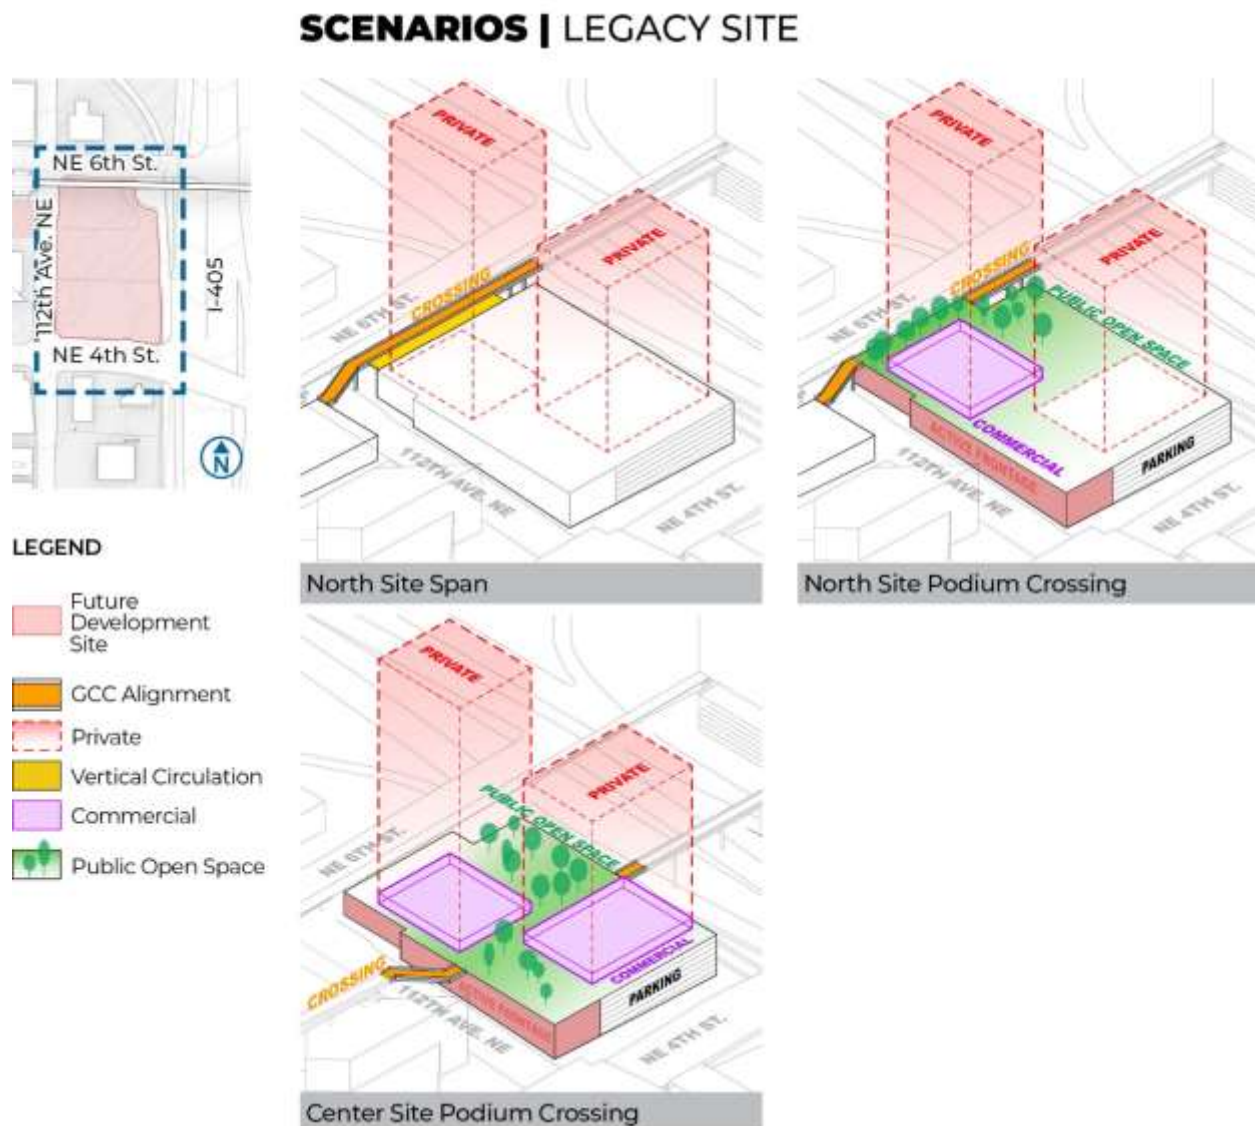 SCENARIOS | LEGACY SITE
NE 6th St.
112th Ave. NE
I-405
NE 4th St.
N
LEGEND
Future
Development
Site
GCC Alignment
Private
Vertical Circulation
Commercial
Public Open Space
PRIVATE
PRIVATE
CROSSING
NE 6TH ST.
112TH AVE. NE
NE 4TH ST.
North Site Span
PRIVATE
PRIVATE
CROSSING
NE 6TH ST.
PUBLIC OPEN SPACE
COMMERCIAL
ACTIVE FRONTAGE
PARKING
112TH AVE. NE
NE 4TH ST.
North Site Podium Crossing
PRIVATE
PRIVATE
PUBLIC OPEN SPACE
NE 6TH ST.
COMMERCIAL
PARKING
CROSSING
ACTIVE FRONTAGE
112TH AVE. NE
NE 4TH ST.
Center Site Podium Crossing